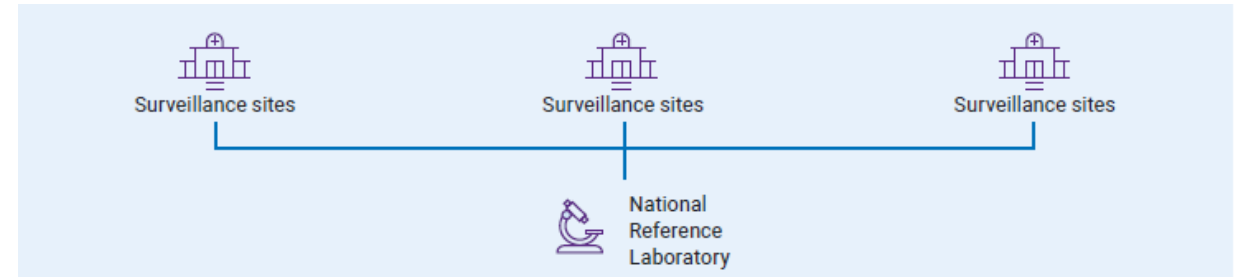 Surveillance sites
Surveillance sites
Surveillance sites
National
Reference
Laboratory